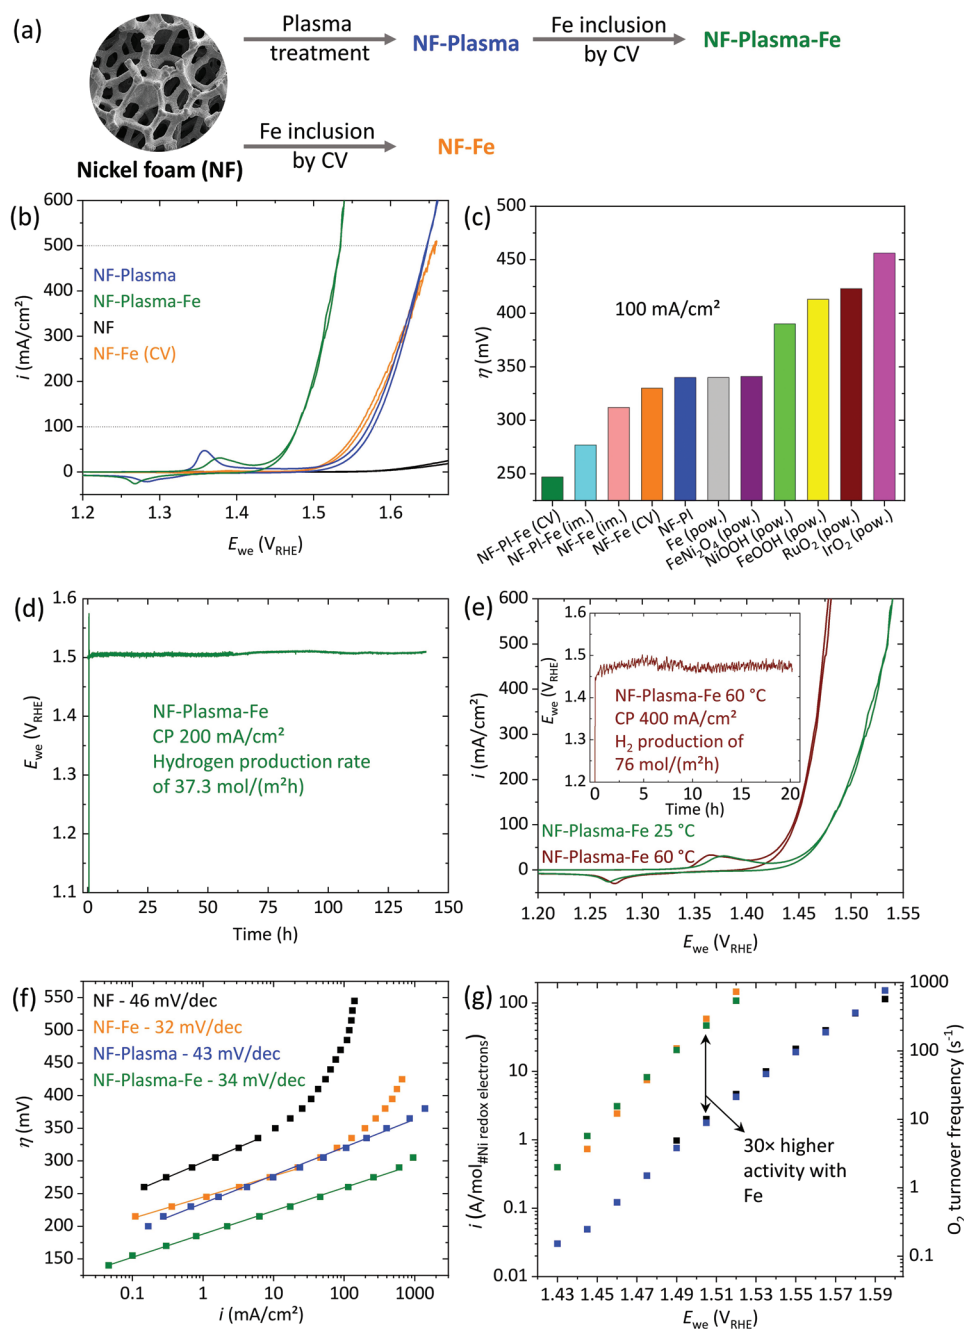 (a)
Plasma
treatment
NF-Plasma
Fe inclusion
by CV
NF-Plasma-Fe
Fe inclusion
by CV
NF-Fe
Nickel foam (NF)
(b)
600
500
400
300
200
100
0
i (mA/cm²)
NF-Plasma
NF-Plasma-Fe
NF
NF-Fe (CV)
1.2 1.3 1.4 1.5 1.6
E_we (V_RHE)
(c)
500
450
400
350
300
250
η (mV)
100 mA/cm²
NF-Pl-Fe (CV)
NF-Pl-Fe (im.)
NF-Fe (im.)
NF-Fe (CV)
NF-Pl
Fe (pow.)
FeNi₂O₄ (pow.)
NiOOH (pow.)
FeOOH (pow.)
RuO₂ (pow.)
IrO₂ (pow.)
(d)
1.6
1.5
1.4
1.3
1.2
1.1
E_we (V_RHE)
NF-Plasma-Fe
CP 200 mA/cm²
Hydrogen production rate
of 37.3 mol/(m²h)
0 25 50 75 100 125 150
Time (h)
(e)
600
500
400
300
200
100
0
i (mA/cm²)
1.6
1.5
1.4
1.3
1.2
E_we (V_RHE)
NF-Plasma-Fe 60 °C
CP 400 mA/cm²
H₂ production of
76 mol/(m²h)
0 5 10 15 20
Time (h)
NF-Plasma-Fe 25 °C
NF-Plasma-Fe 60 °C
1.20 1.25 1.30 1.35 1.40 1.45 1.50 1.55
E_we (V_RHE)
(f)
550
500
450
400
350
300
250
200
150
η (mV)
NF - 46 mV/dec
NF-Fe - 32 mV/dec
NF-Plasma - 43 mV/dec
NF-Plasma-Fe - 34 mV/dec
0.1 1 10 100 1000
i (mA/cm²)
(g)
100
10
1
0.1
0.01
i (A/mol_#Ni redox electrons)
30× higher
activity with
Fe
1000
100
10
1
0.1
O₂ turnover frequency (s⁻¹)
1.43 1.45 1.47 1.49 1.51 1.53 1.55 1.57 1.59
E_we (V_RHE)